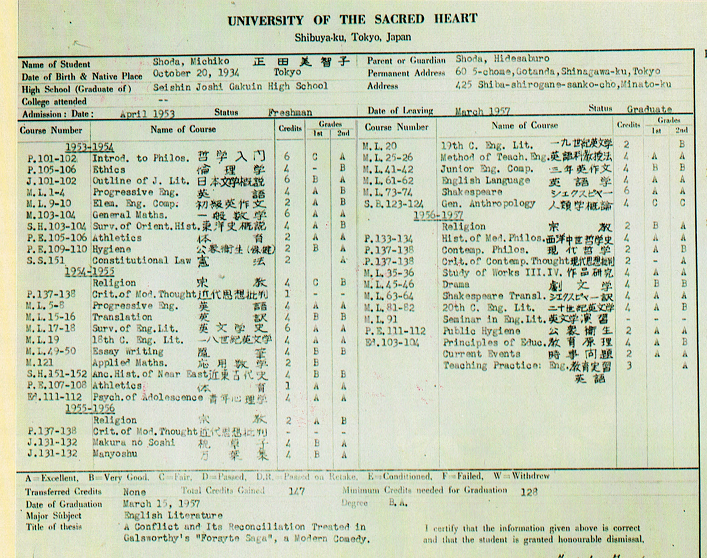 UNIVERSITY OF THE SACRED HEART
Shibuya-ku, Tokyo, Japan
Name of Student Shoda, Michiko 正田美智子
Date of Birth & Native Place October 20, 1934 Tokyo
High School (Graduate of) Seishin Joshi Gakuin High School
College attended --
Admission: Date: April 1953 Status Freshman
Parent or Guardian Shoda, Hidesaburo
Permanent Address 60 5-chome, Gotanda, Shinagawa-ku, Tokyo
Address 425 Shiba-shirogane-sanko-cho, Minato-ku
Date of Leaving March 1957 Status Graduate
Course Number Name of Course Credits Grades 1st 2nd
1953-1954
P.101-102 Introd. to Philos. 哲学入門 6 C A
P.105-106 Ethics 倫理学 4 - A
J.101-102 Outline of J. Lit. 日本文学概説 6 B B
M.L.1-4 Progressive Eng. 英語 4 A A
M.L.9-10 Elem. Eng. Comp. 初級英作文 2 A A
M.103-104 General Maths. 一般数学 6 A A
S.H.103-104 Surv. of Orient. Hist. 東洋史概説 4 B B
P.E.105-106 Athletics 体育 2 A A
P.E.109-110 Hygiene 公衆衛生(保健) 2 B A
S.S.151 Constitutional Law 憲法 2 B
1954-1955
Religion 宗教 4 C B
P.137-138 Crit. of Mod. Thought 近代思想批判 1 - -
M.L.5-8 Progressive Eng. 英語 4 A A
M.L.15-16 Translation 英訳 4 B B
M.L.17-18 Surv. of Eng. Lit. 英文学史 6 A A
M.L.19 18th C. Eng. Lit. 一八世紀英文学 4 A A
M.L.49-50 Essay Writing 随筆 4 B B
M.121 Applied Maths. 応用数学 2 B
S.H.151-152 Anc. Hist. of Near East 近東古代史 4 B B
P.E.107-108 Athletics 体育 1 A A
Ed.111-112 Psych. of Adolescence 青年心理学 4 A A
1955-1956
Religion 宗教 2 A B
P.137-138 Crit. of Mod. Thought 近代思想批判 - -
J.131-132 Makura no Soshi 枕草子 4 B A
J.131-132 Manyoshu 万葉集 4 B A
Course Number Name of Course Credits Grades 1st 2nd
M.L.20 19th C. Eng. Lit. 一九世紀英文学 2 B
M.L.25-26 Method of Teach. Eng. 英語科教授法 4 A A
M.L.41-42 Junior Eng. Comp. 三年英作文 4 B A
M.L.61-62 English Language 英語学 4 A A
M.L.73-74 Shakespeare シェクスピヤー 4 A A
S.B.123-124 Gen. Anthropology 人類学概論 4 C C
1956-1957
Religion 宗教 2 B A
P.133-134 Hist. of Med. Philos. 西洋中世哲学史 4 A
P.137-138 Contemp. Philos. 現代哲学 2 A
P.137-138 Crit. of Contemp. Thought 現代思想批判 2 - A
M.L.35-36 Study of Works III.IV. 作品研究 4 A A
M.L.45-46 Drama 劇文学 4 B A
M.L.63-64 Shakespeare Transl. シェクスピヤー訳 4 A A
M.L.81-82 20th C. Eng. Lit. 二十世紀英文学 4 A A
M.L.91 Seminar in Eng. Lit. 英文学演習 A A
P.E.111-112 Public Hygiene 公衆衛生 2 A A
Ed.103-104 Principles of Educ. 教育原理 4 B A
Current Events 時事問題 2 A A
Teaching Practice: Eng. 教育実習 3 A
英語
A=Excellent, B=Very Good, C=Fair, D=Passed, D.R.=Passed on Retake, E=Conditioned, F=Failed, W=Withdrew
Transferred Credits None Total Credits Gained 147 Minimum Credits needed for Graduation 128
Date of Graduation March 15, 1957 Degree B.A.
Major Subject English Literature
Title of thesis A Conflict and Its Reconciliation Treated in
Galsworthy's "Forsyte Saga", a Modern Comedy.
I certify that the information given above is correct
and that the student is granted honourable dismissal.